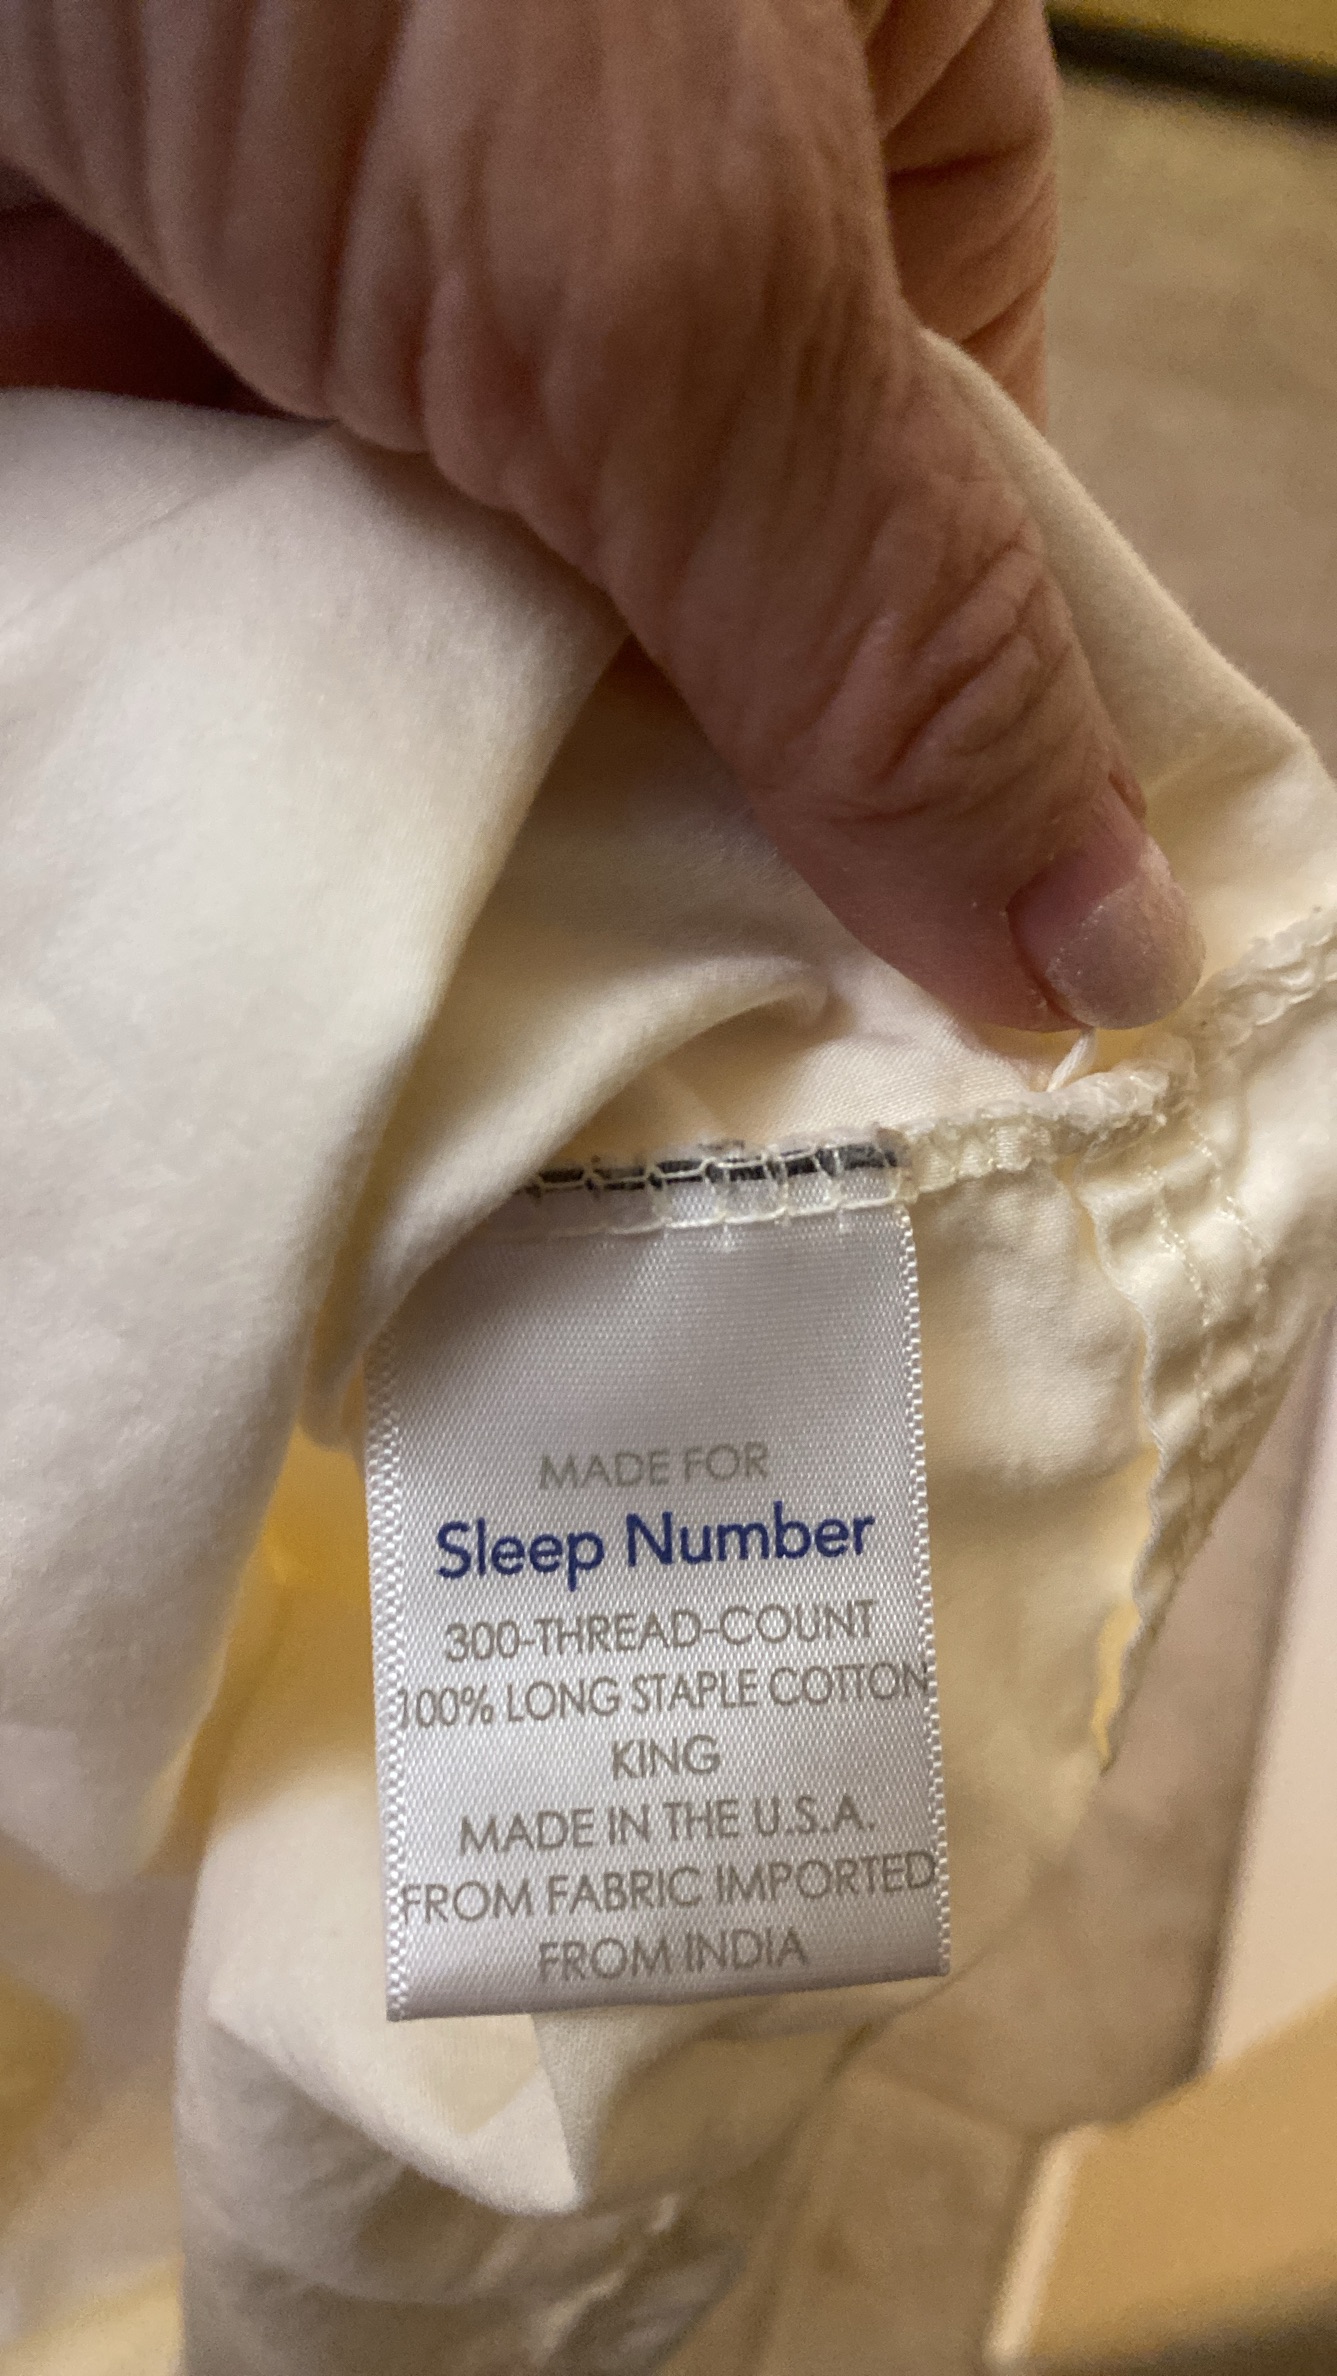 MADE FOR
Sleep Number
300-THREAD-COUNT
100% LONG STAPLE COTTON
KING
MADE IN THE U.S.A.
FROM FABRIC IMPORTED
FROM INDIA